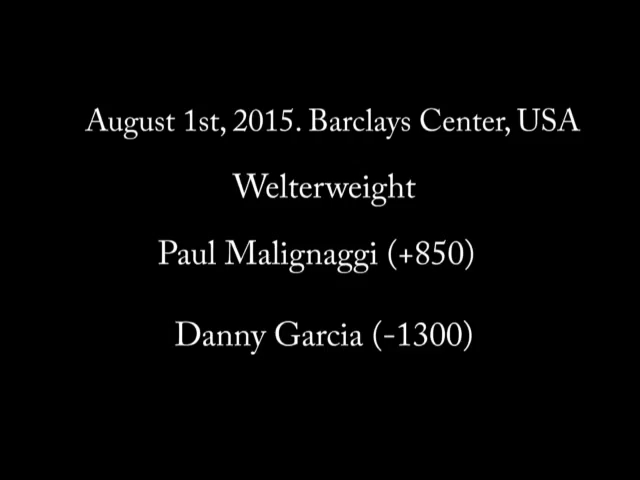 August 1st, 2015. Barclays Center, USA
Welterweight
Paul Malignaggi (+850)
Danny Garcia (-1300)